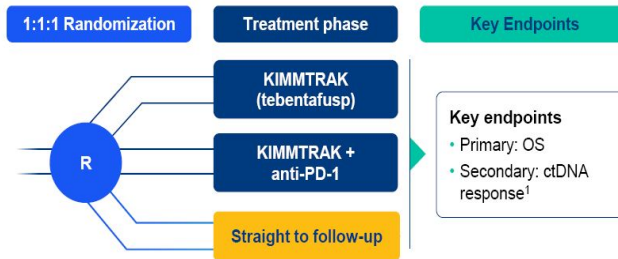 1:1:1 Randomization
Treatment phase
Key Endpoints
R
KIMMTRAK
(tebentafusp)
KIMMTRAK +
anti-PD-1
Straight to follow-up
Key endpoints
• Primary: OS
• Secondary: ctDNA
response¹